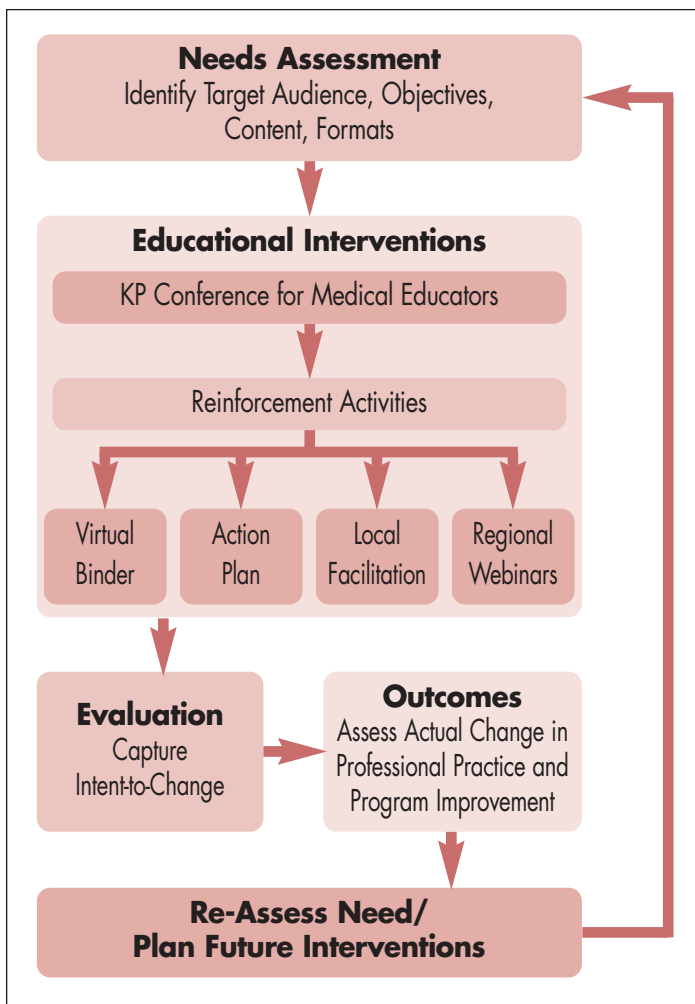 Needs Assessment
Identify Target Audience, Objectives,
Content, Formats
Educational Interventions
KP Conference for Medical Educators
Reinforcement Activities
Virtual
Binder
Action
Plan
Local
Facilitation
Regional
Webinars
Evaluation
Capture
Intent-to-Change
Outcomes
Assess Actual Change in
Professional Practice and
Program Improvement
Re-Assess Need/
Plan Future Interventions